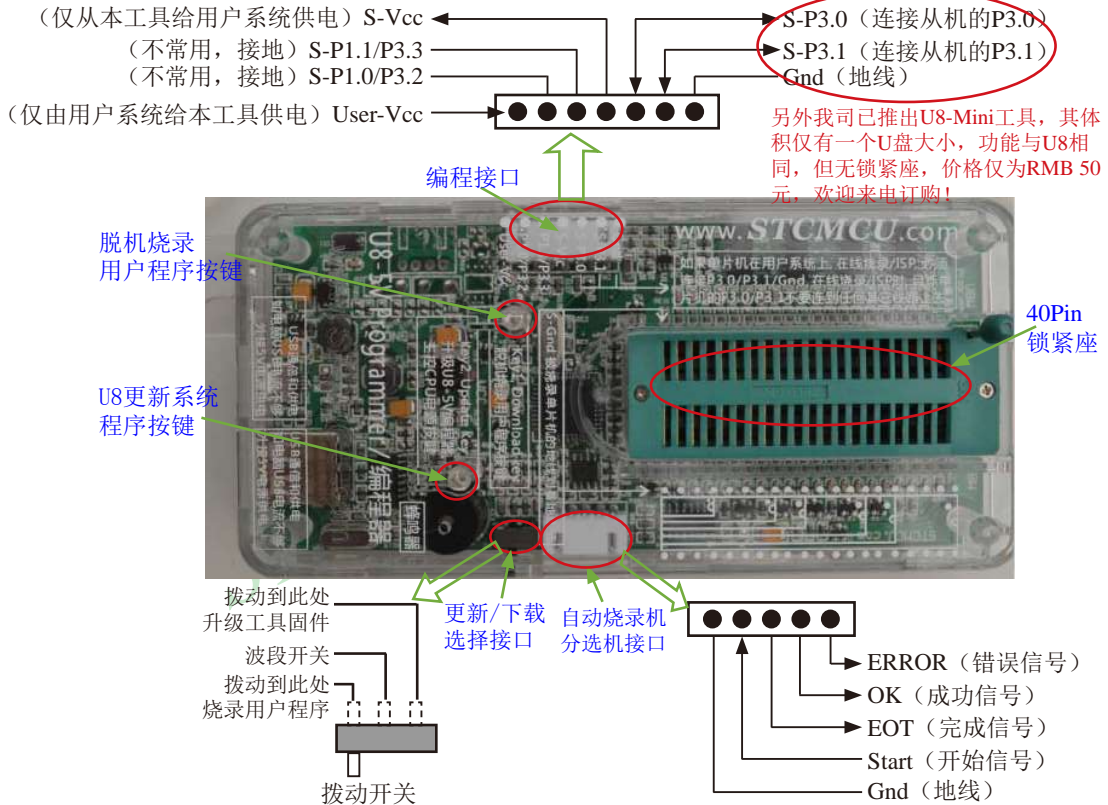 （仅从本工具给用户系统供电）S-Vcc
（不常用，接地）S-P1.1/P3.3
（不常用，接地）S-P1.0/P3.2
（仅由用户系统给本工具供电）User-Vcc
S-P3.0（连接从机的P3.0）
S-P3.1（连接从机的P3.1）
Gnd（地线）
另外我司已推出U8-Mini工具，其体
积仅有一个U盘大小，功能与U8相
同，但无锁紧座，价格仅为RMB 50
元，欢迎来电订购！
编程接口
脱机烧录
用户程序按键
U8更新系统
程序按键
40Pin
锁紧座
www.STCMCU.com
U8-5V Programmer/编程器
蜂鸣器
更新/下载
选择接口
自动烧录机
分选机接口
拨动到此处
升级工具固件
波段开关
拨动到此处
烧录用户程序
拨动开关
ERROR（错误信号）
OK（成功信号）
EOT（完成信号）
Start（开始信号）
Gnd（地线）